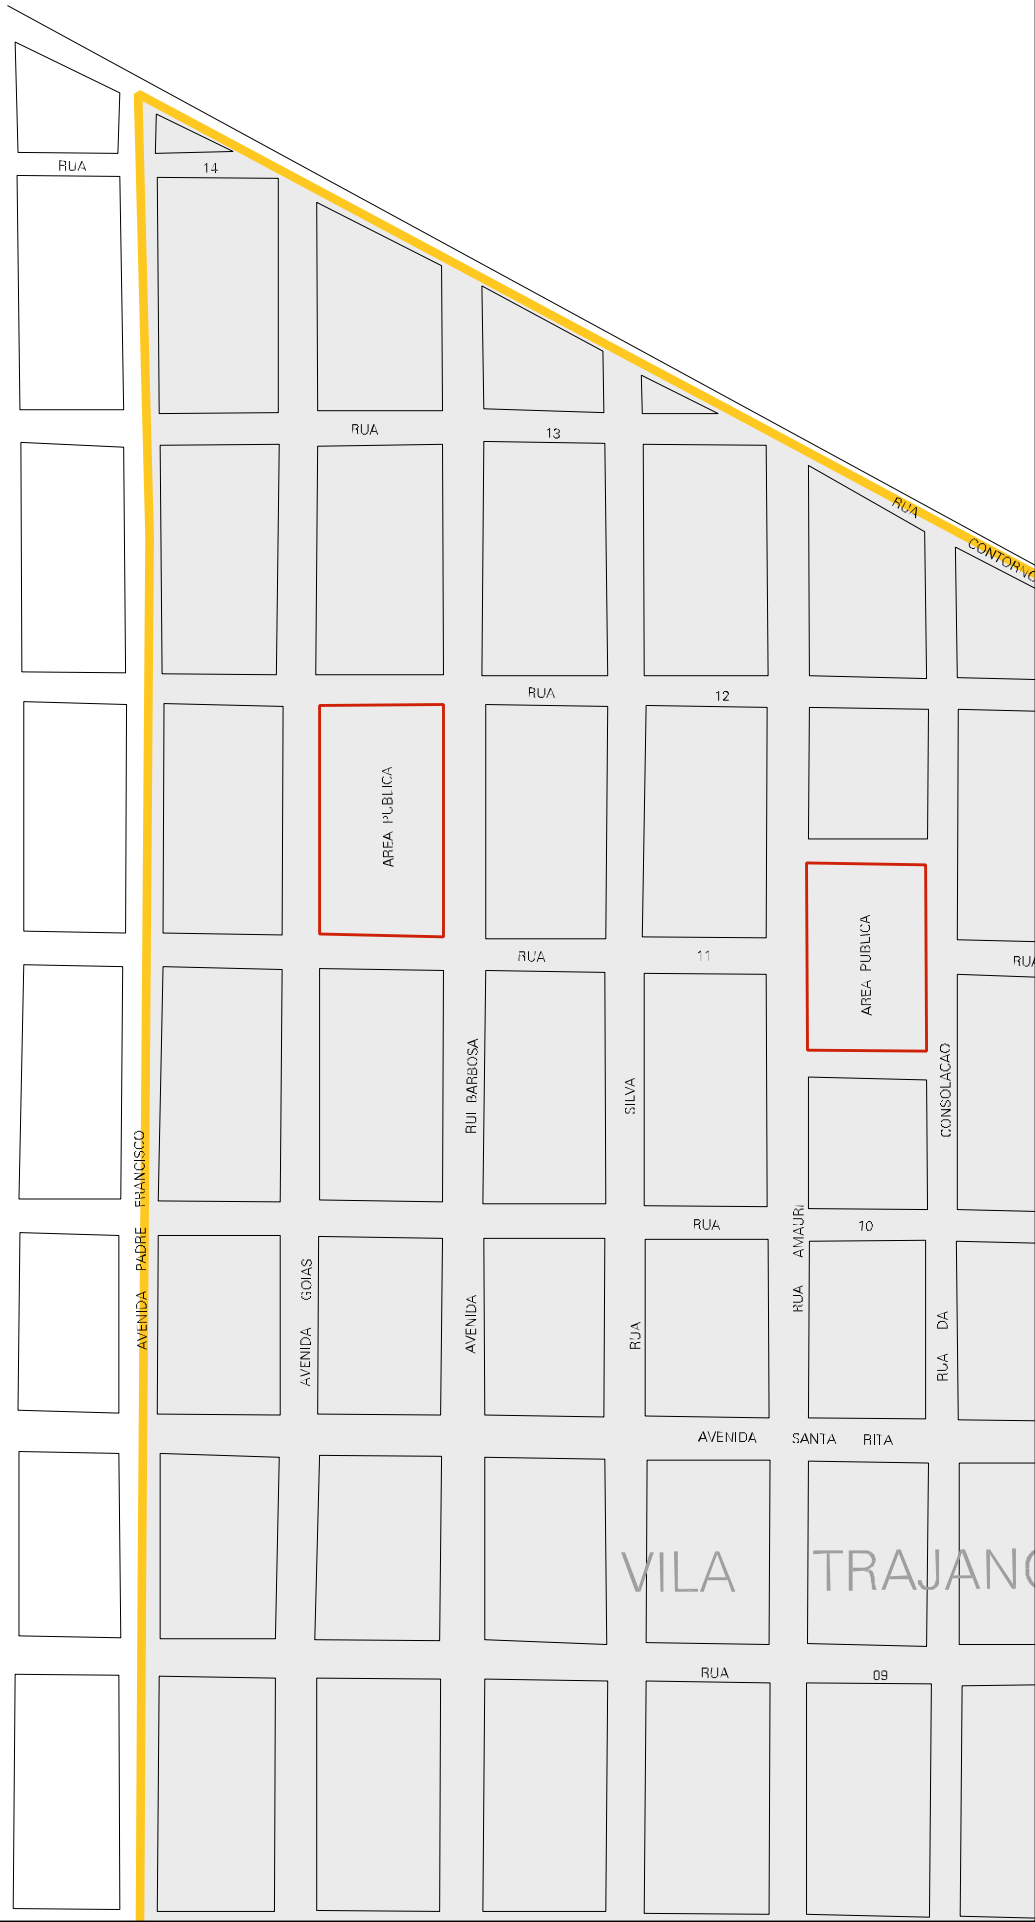 RUA 14
RUA 13
RUA CONTORNO
RUA 12
AREA PUBLICA
AREA PUBLICA
RUA 11
RUA
RUI BARBOSA
SILVA
CONSOLACAO
AVENIDA PADRE FRANCISCO
RUA 10
RUA AMAURI
AVENIDA GOIAS
AVENIDA
RUA
RUA DA
AVENIDA SANTA RITA
VILA TRAJANO
RUA 09